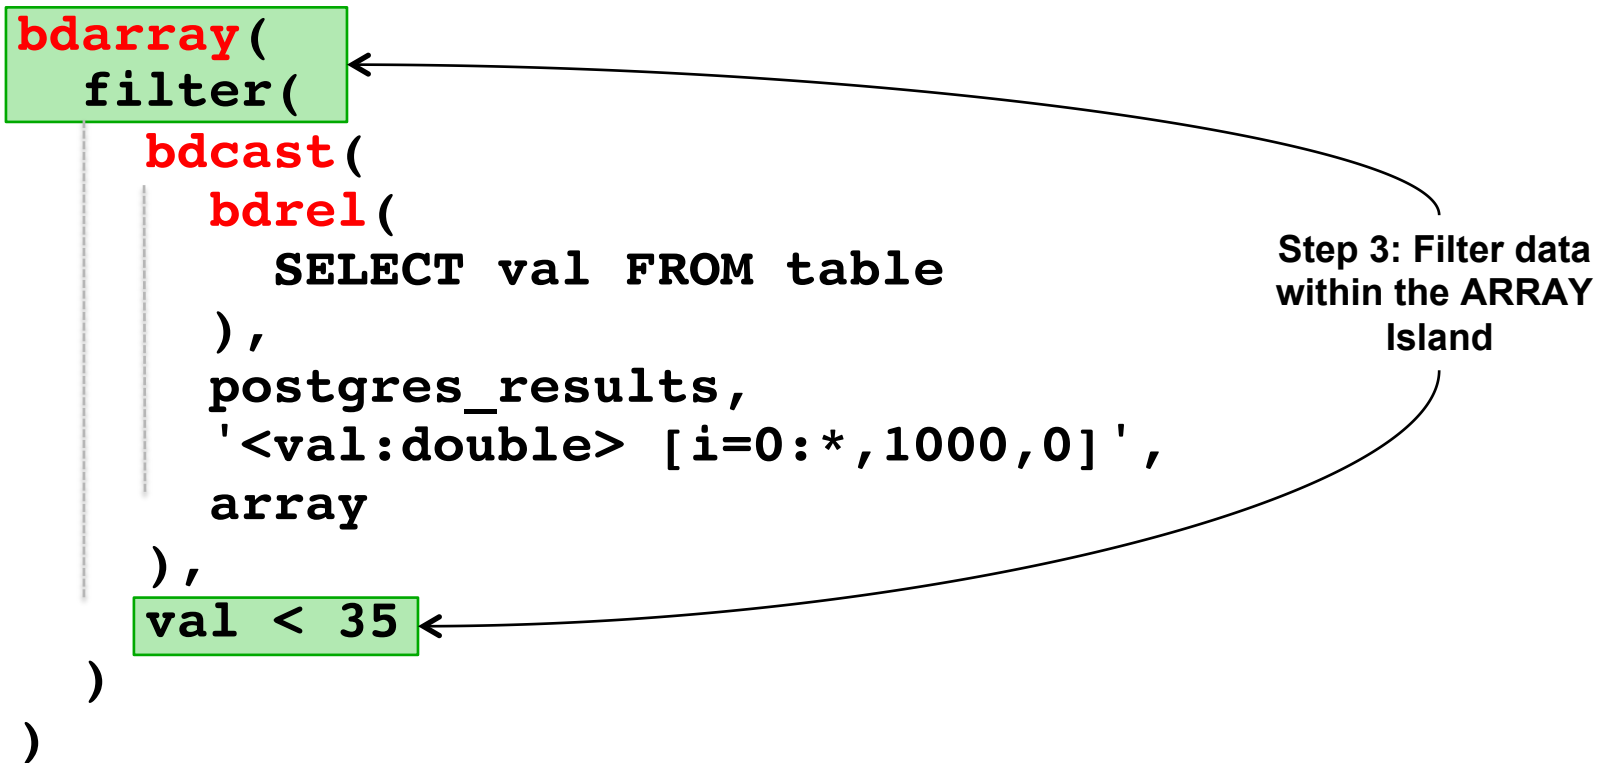 bdarray(
filter(
bdcast(
bdrel(
SELECT val FROM table
),
postgres_results,
'<val:double> [i=0:*,1000,0]',
array
),
val < 35
)
)
Step 3: Filter data
within the ARRAY
Island